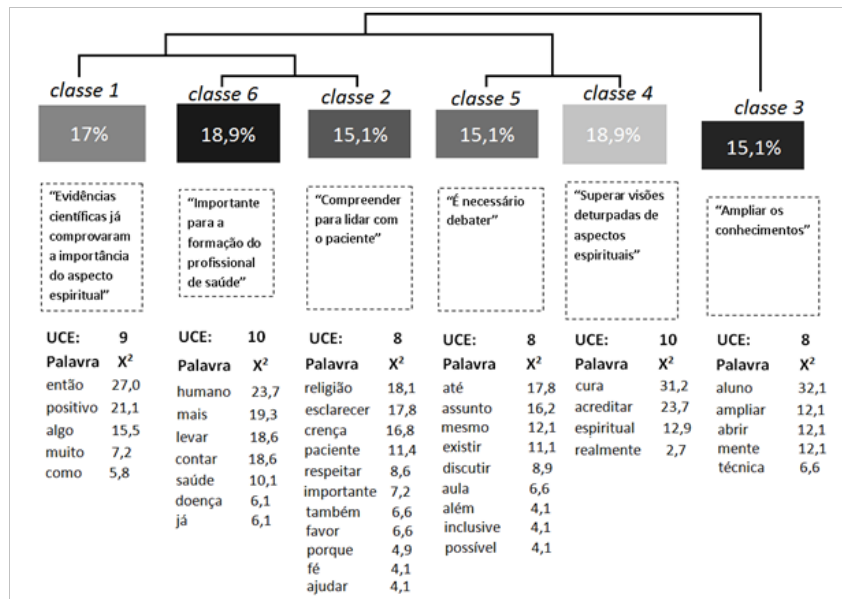 classe 1
17%
“Evidências
científicas já
comprovaram
a importância
do aspecto
espiritual”
UCE: 9
Palavra X²
então 27,0
positivo 21,1
algo 15,5
muito 7,2
como 5,8
classe 6
18,9%
“Importante
para a
formação do
profissional
de saúde”
UCE: 10
Palavra X²
humano 23,7
mais 19,3
levar 18,6
contar 18,6
saúde 10,1
doença 6,1
já 6,1
classe 2
15,1%
“Compreender
para lidar com
o paciente”
UCE: 8
Palavra X²
religião 18,1
esclarecer 17,8
crença 16,8
paciente 11,4
respeitar 8,6
importante 7,2
também 6,6
favor 6,6
porque 4,9
fé 4,1
ajudar 4,1
classe 5
15,1%
“É necessário
debater”
UCE: 8
Palavra X²
até 17,8
assunto 16,2
mesmo 12,1
existir 11,1
discutir 8,9
aula 6,6
além 4,1
inclusive 4,1
possível 4,1
classe 4
18,9%
“Superar visões
deturpadas de
aspectos
espirituais”
UCE: 10
Palavra X²
cura 31,2
acreditar 23,7
espiritual 12,9
realmente 2,7
classe 3
15,1%
“Ampliar os
conhecimentos”
UCE: 8
Palavra X²
aluno 32,1
ampliar 12,1
abrir 12,1
mente 12,1
técnica 6,6